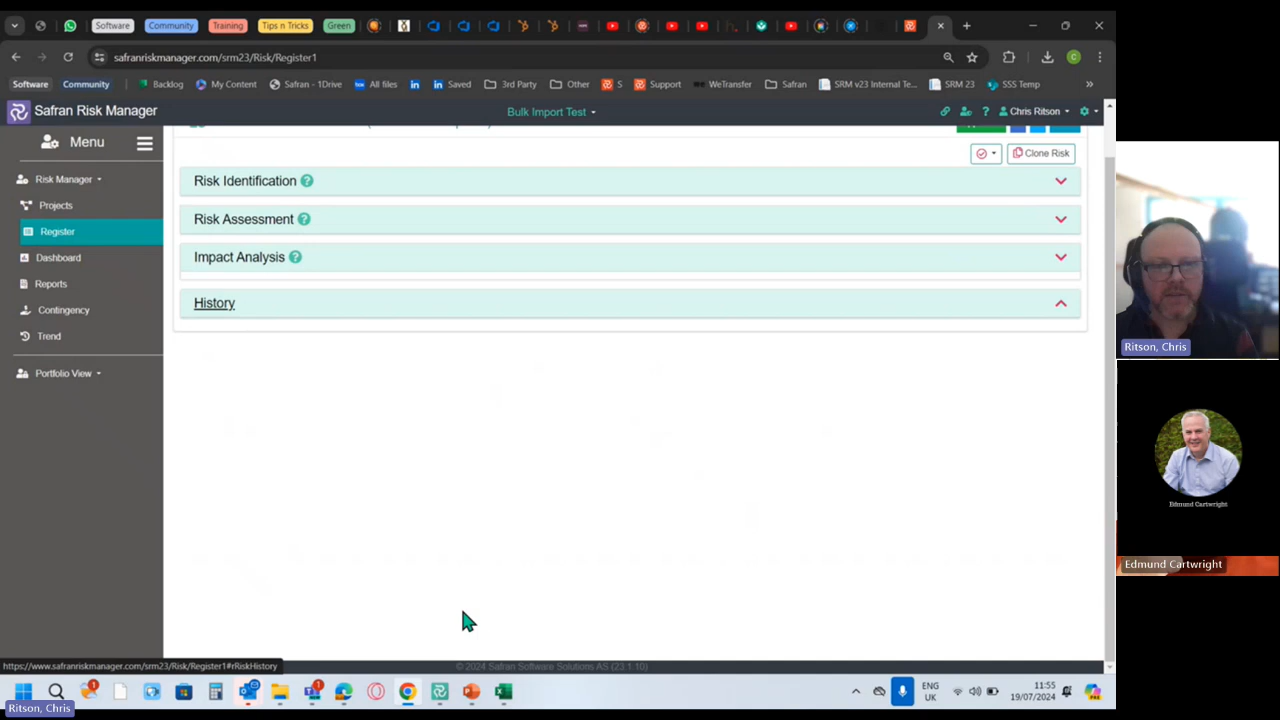 Software
Community
Training
Tips n Tricks
Green
safranriskmanager.com/srm23/Risk/Register1
Software
Community
Backlog
My Content
Safran - 1Drive
All files
Saved
3rd Party
Other
S
Support
WeTransfer
Safran
SRM v23 Internal Te...
SRM 23
SSS Temp
Safran Risk Manager
Bulk Import Test
Chris Ritson
Menu
Risk Manager
Projects
Register
Dashboard
Reports
Contingency
Trend
Portfolio View
Clone Risk
Risk Identification
Risk Assessment
Impact Analysis
History
https://www.safranriskmanager.com/srm23/Risk/Register1#rRiskHistory
© 2024 Safran Software Solutions AS (23.1.10)
ENG
UK
11:55
19/07/2024
Ritson, Chris
Ritson, Chris
Edmund Cartwright
Edmund Cartwright